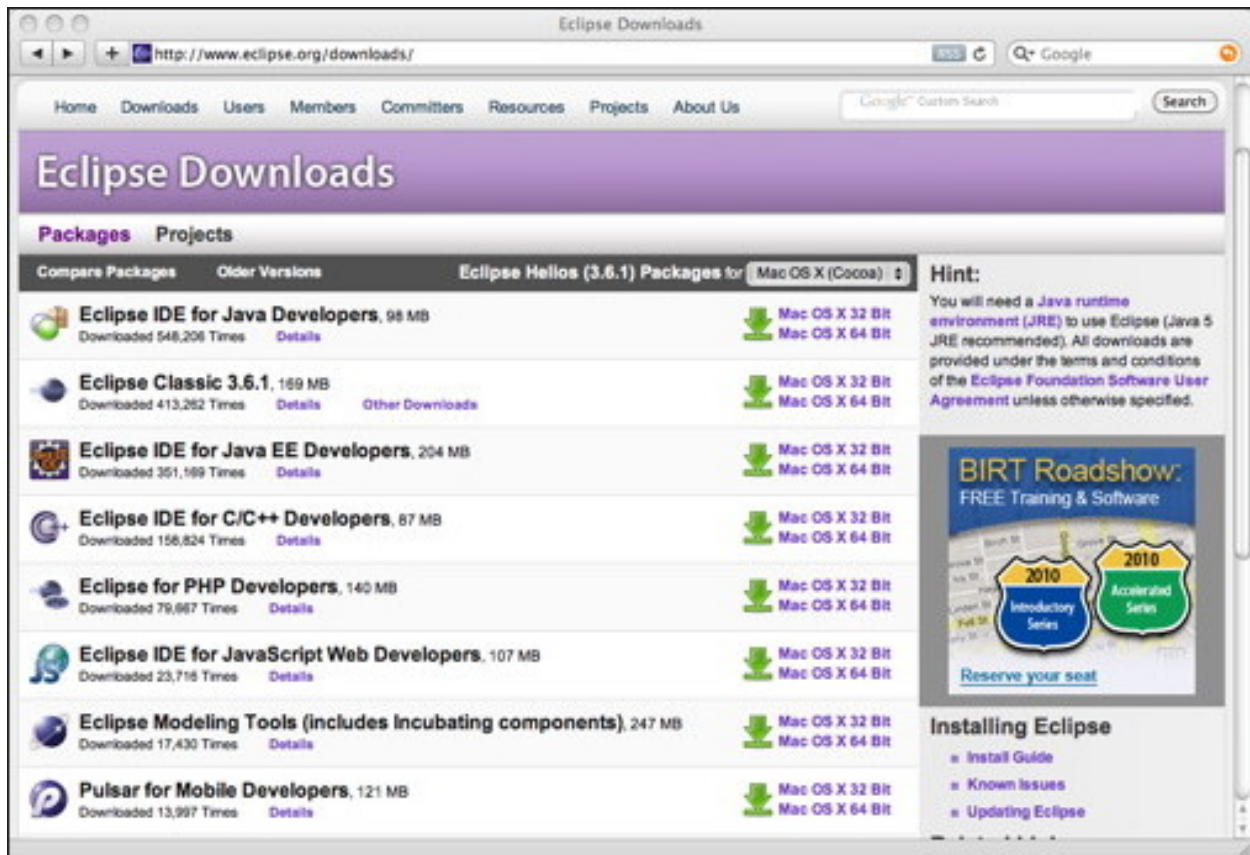 Eclipse Downloads
http://www.eclipse.org/downloads/
RSS
Google
Home Downloads Users Members Committers Resources Projects About Us
Google™ Custom Search
Search
Eclipse Downloads
Packages Projects
Compare Packages Older Versions Eclipse Helios (3.6.1) Packages for Mac OS X (Cocoa)
Eclipse IDE for Java Developers, 98 MB
Downloaded 548,206 Times Details
Mac OS X 32 Bit
Mac OS X 64 Bit
Eclipse Classic 3.6.1, 169 MB
Downloaded 413,262 Times Details Other Downloads
Mac OS X 32 Bit
Mac OS X 64 Bit
Eclipse IDE for Java EE Developers, 204 MB
Downloaded 351,169 Times Details
Mac OS X 32 Bit
Mac OS X 64 Bit
Eclipse IDE for C/C++ Developers, 87 MB
Downloaded 158,824 Times Details
Mac OS X 32 Bit
Mac OS X 64 Bit
Eclipse for PHP Developers, 140 MB
Downloaded 79,667 Times Details
Mac OS X 32 Bit
Mac OS X 64 Bit
Eclipse IDE for JavaScript Web Developers, 107 MB
Downloaded 23,716 Times Details
Mac OS X 32 Bit
Mac OS X 64 Bit
Eclipse Modeling Tools (includes Incubating components), 247 MB
Downloaded 17,430 Times Details
Mac OS X 32 Bit
Mac OS X 64 Bit
Pulsar for Mobile Developers, 121 MB
Downloaded 13,997 Times Details
Mac OS X 32 Bit
Mac OS X 64 Bit
Hint:
You will need a Java runtime
environment (JRE) to use Eclipse (Java 5
JRE recommended). All downloads are
provided under the terms and conditions
of the Eclipse Foundation Software User
Agreement unless otherwise specified.
BIRT Roadshow:
FREE Training & Software
2010
Introductory
Series
2010
Accelerated
Series
Reserve your seat
Installing Eclipse
Install Guide
Known Issues
Updating Eclipse